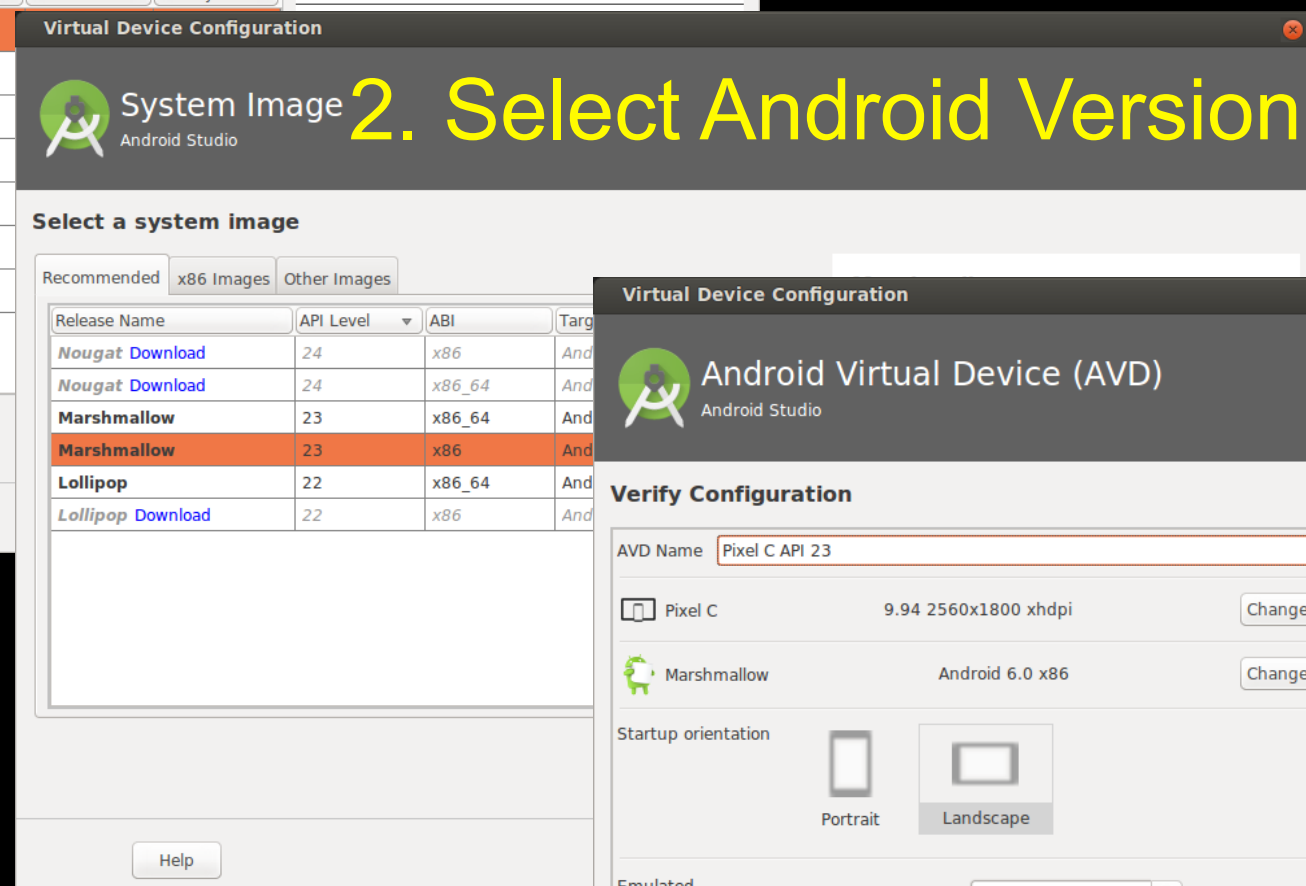 Virtual Device Configuration
System Image
Android Studio
2. Select Android Version
Select a system image
Recommended x86 Images Other Images
Release Name API Level ABI
Nougat Download 24 x86
Nougat Download 24 x86_64
Marshmallow 23 x86_64
Marshmallow 23 x86
Lollipop 22 x86_64
Lollipop Download 22 x86
Help
Virtual Device Configuration
Android Virtual Device (AVD)
Android Studio
Verify Configuration
AVD Name Pixel C API 23
Pixel C 9.94 2560x1800 xhdpi Change
Marshmallow Android 6.0 x86 Change
Startup orientation
Portrait Landscape